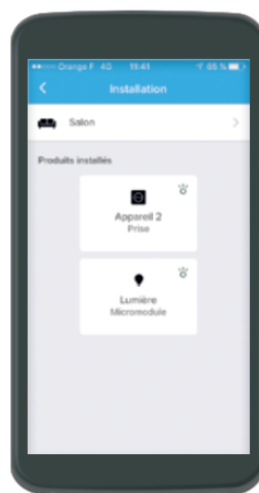 Orange F 4G 11:41 65 %
Installation
Salon
Produits installés
Appareil 2
Prise
Lumière
Micromodule